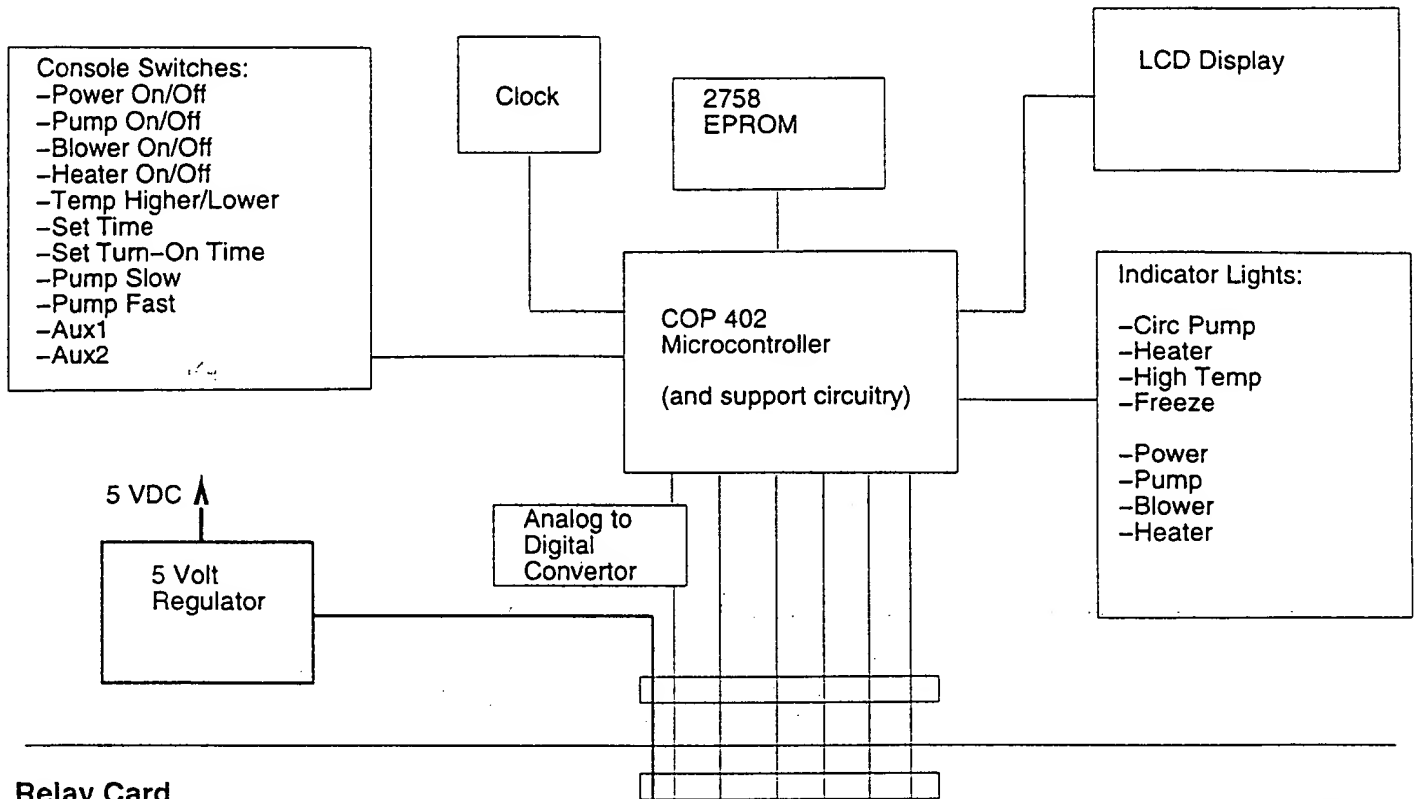 Console Switches:
–Power On/Off
–Pump On/Off
–Blower On/Off
–Heater On/Off
–Temp Higher/Lower
–Set Time
–Set Turn–On Time
–Pump Slow
–Pump Fast
–Aux1
–Aux2
Clock
2758
EPROM
LCD Display
COP 402
Microcontroller
(and support circuitry)
Indicator Lights:
–Circ Pump
–Heater
–High Temp
–Freeze
–Power
–Pump
–Blower
–Heater
5 VDC
5 Volt
Regulator
Analog to
Digital
Convertor
Relay Card